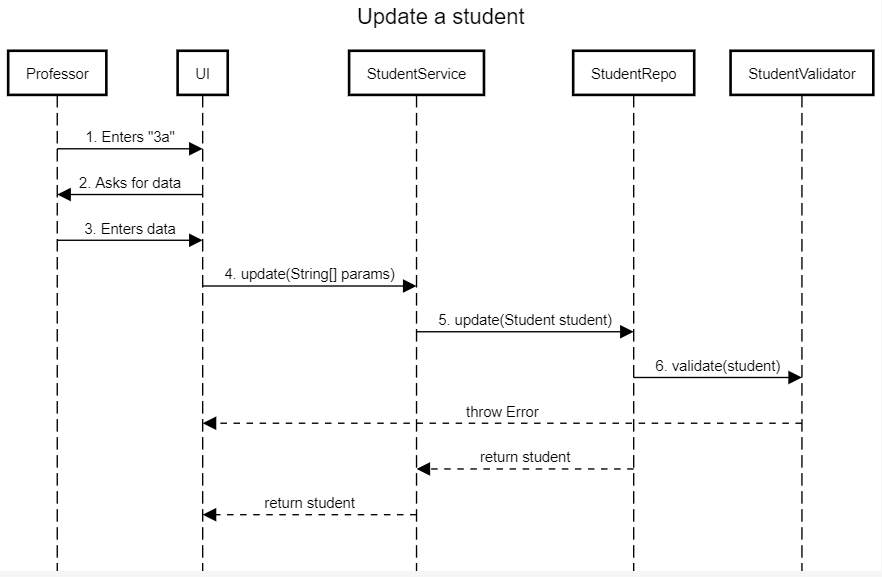 Update a student
Professor
UI
StudentService
StudentRepo
StudentValidator
1. Enters "3a"
2. Asks for data
3. Enters data
4. update(String[] params)
5. update(Student student)
6. validate(student)
throw Error
return student
return student